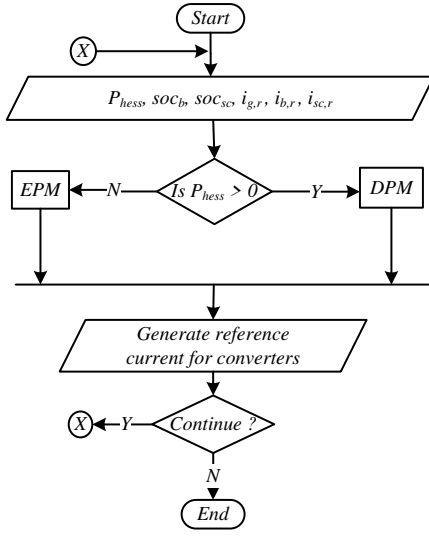 Start
X
P_hess, soc_b, soc_sc, i_g,r, i_b,r, i_sc,r
EPM
N
Is P_hess > 0
Y
DPM
Generate reference
current for converters
X
Y
Continue ?
N
End